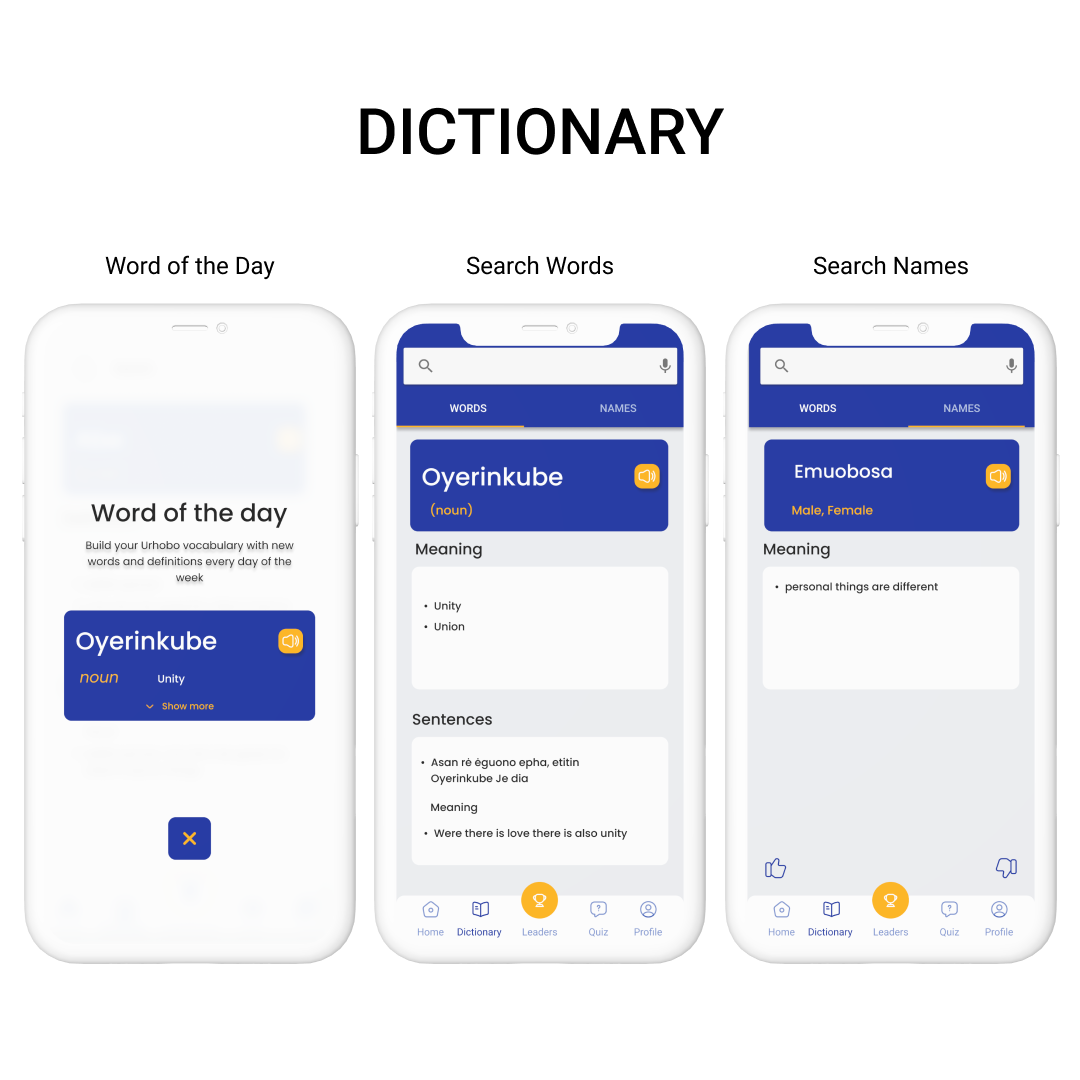 DICTIONARY
Word of the Day
Word of the day
Build your Urhobo vocabulary with new
words and definitions every day of the
week
Oyerinkube
noun
Unity
Show more
Search Words
WORDS
NAMES
Oyerinkube
(noun)
Meaning
• Unity
• Union
Sentences
• Asan ré éguono epha, etitin
Oyerinkube Je dia
Meaning
• Were there is love there is also unity
Home
Dictionary
Leaders
Quiz
Profile
Search Names
WORDS
NAMES
Emuobosa
Male, Female
Meaning
• personal things are different
Home
Dictionary
Leaders
Quiz
Profile